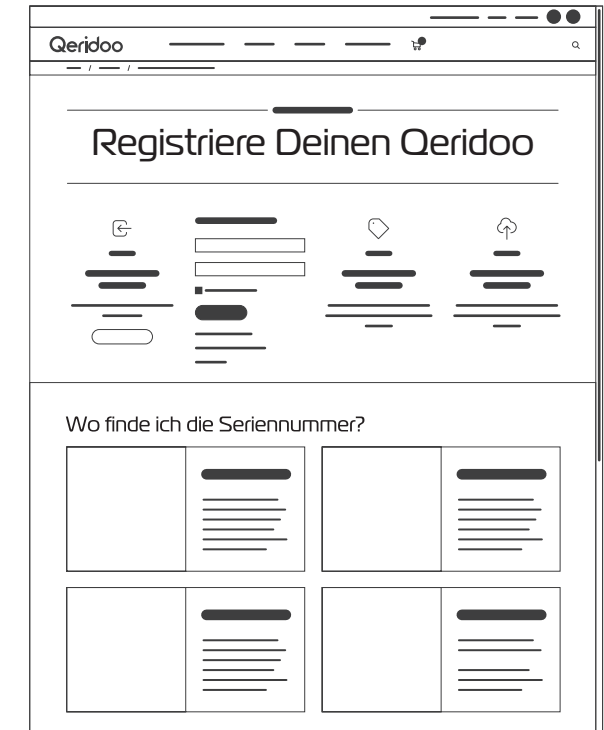 Qeridoo
/ /
Registriere Deinen Qeridoo
Wo finde ich die Seriennummer?